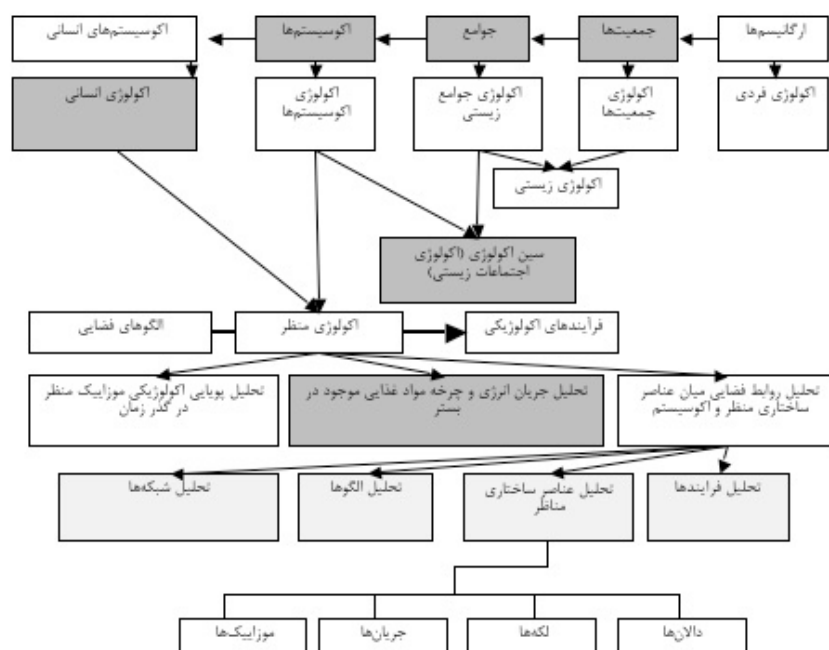 ارگانیسم‌ها
جمعیت‌ها
جوامع
اکوسیستم‌ها
اکوسیستم‌های انسانی
اکولوژی فردی
اکولوژی
جمعیت‌ها
اکولوژی جوامع
زیستی
اکولوژی
اکوسیستم‌ها
اکولوژی انسانی
اکولوژی زیستی
سین اکولوژی (اکولوژی
اجتماعات زیستی)
فرآیندهای اکولوژیکی
اکولوژی منظر
الگوهای فضایی
تحلیل روابط فضایی میان عناصر
ساختاری منظر و اکوسیستم
تحلیل جریان انرژی و چرخه مواد غذایی موجود در
بستر
تحلیل پویایی اکولوژیکی موزاییک منظر
در گذر زمان
تحلیل فرایندها
تحلیل عناصر ساختاری
مناظر
تحلیل الگوها
تحلیل شبکه‌ها
دالان‌ها
لکه‌ها
جریان‌ها
موزاییک‌ها